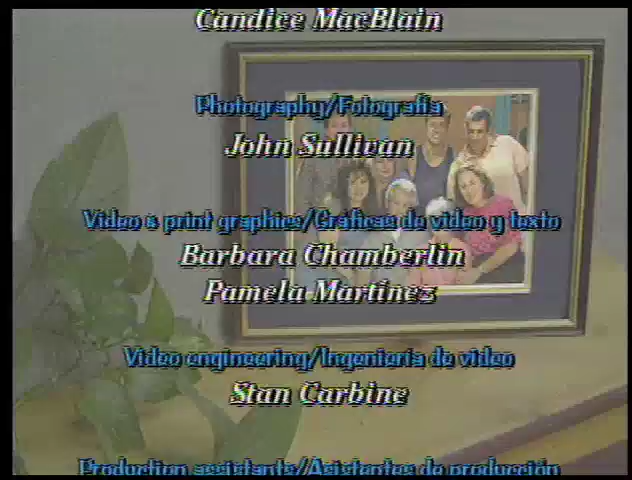 Candice MacBlain
Photography/Fotografía
John Sullivan
Video & print graphics/Gráficas de video y texto
Barbara Chamberlin
Pamela Martinez
Video engineering/Ingeniería de video
Stan Carbine
Production assistants/Asistentes de producción